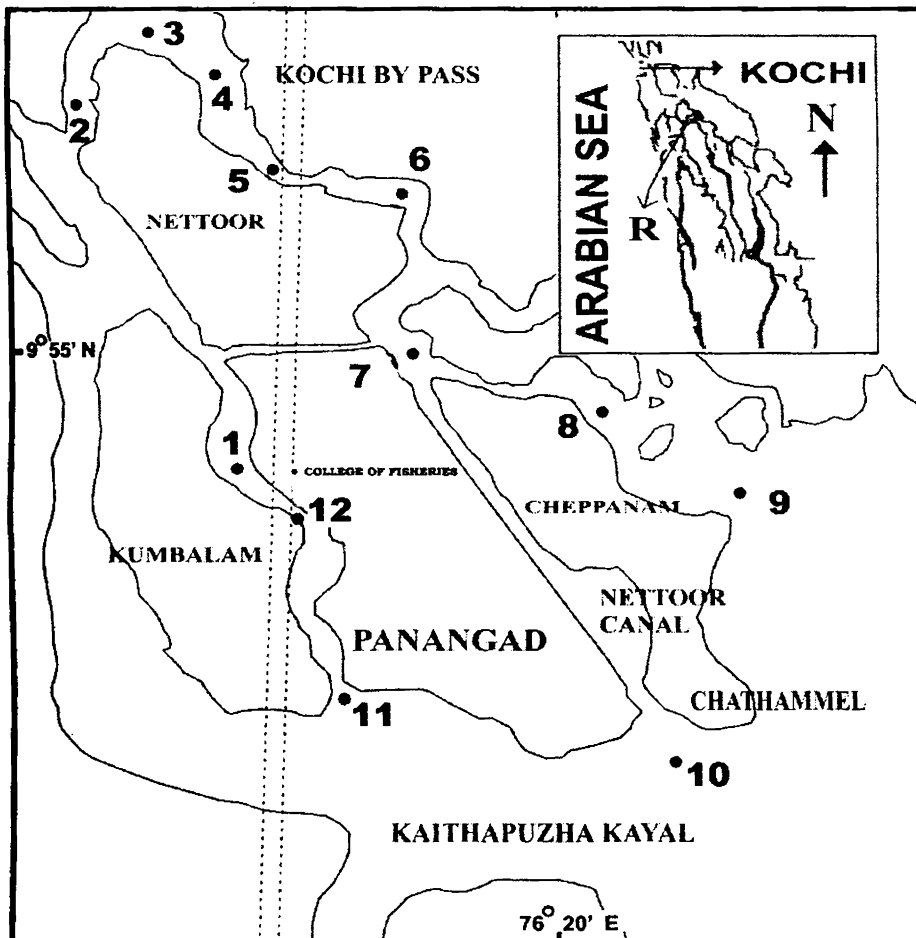 3
KOCHI BY PASS
4
2
5
6
NETTOOR
ARABIAN SEA
KOCHI
N
R
9° 55' N
7
8
1
COLLEGE OF FISHERIES
9
12
CHEPPANAM
KUMBALAM
NETTOOR
CANAL
PANANGAD
CHATHAMMEL
11
10
KAITHAPUZHA KAYAL
76° 20' E